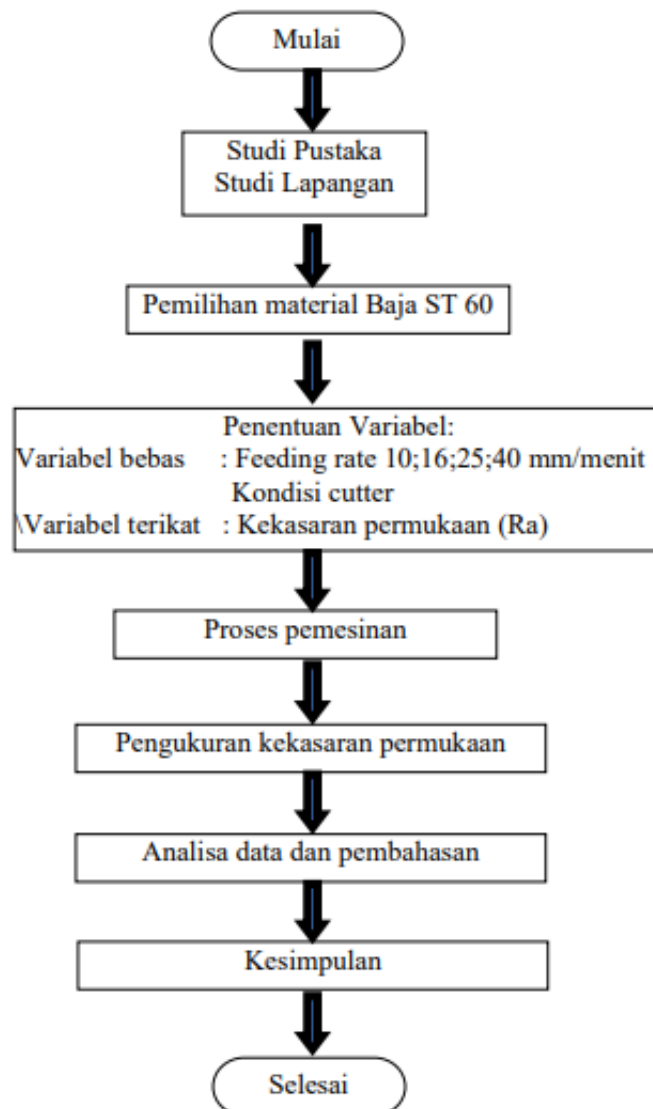 Mulai
Studi Pustaka
Studi Lapangan
Pemilihan material Baja ST 60
Penentuan Variabel:
Variabel bebas : Feeding rate 10;16;25;40 mm/menit
Kondisi cutter
\Variabel terikat : Kekasaran permukaan (Ra)
Proses pemesinan
Pengukuran kekasaran permukaan
Analisa data dan pembahasan
Kesimpulan
Selesai